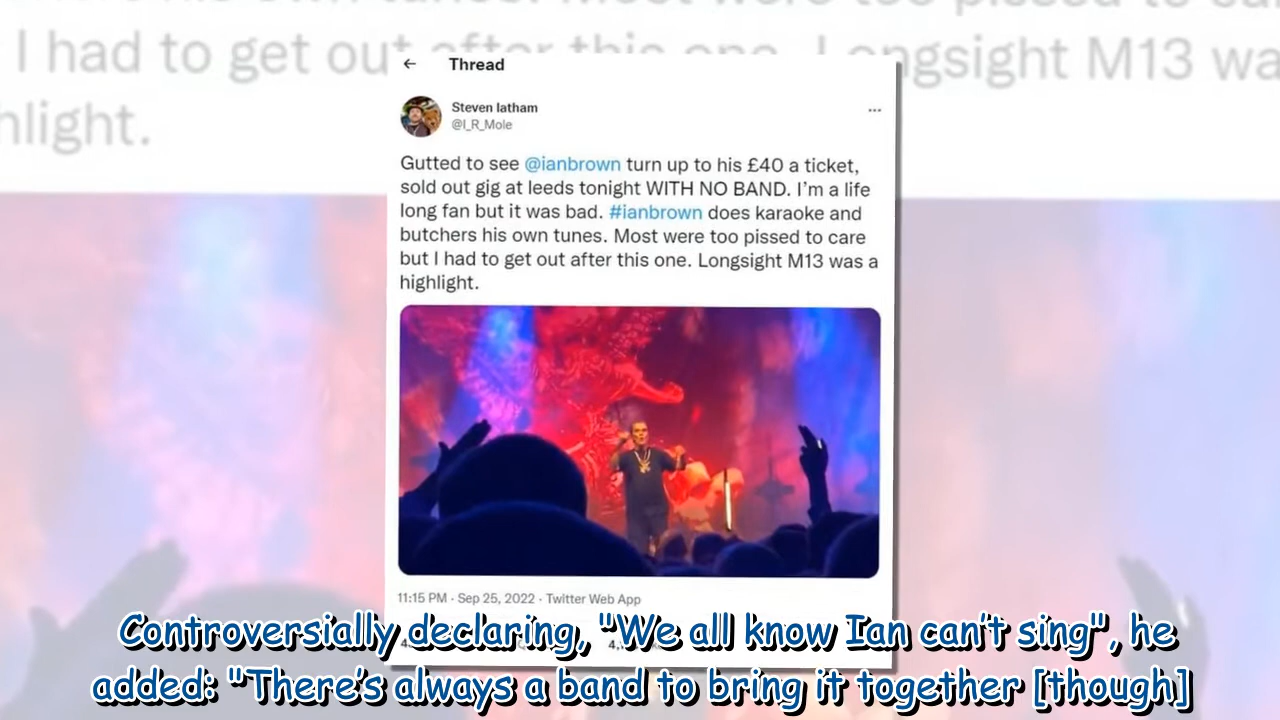 I had to get out after this one. Longsight M13 wa
hlight.
← Thread
Steven latham
@I_R_Mole
...
Gutted to see @ianbrown turn up to his £40 a ticket,
sold out gig at leeds tonight WITH NO BAND. I'm a life
long fan but it was bad. #ianbrown does karaoke and
butchers his own tunes. Most were too pissed to care
but I had to get out after this one. Longsight M13 was a
highlight.
11:15 PM · Sep 25, 2022 · Twitter Web App
Controversially declaring, "We all know Ian can't sing", he
added: "There's always a band to bring it together [though]